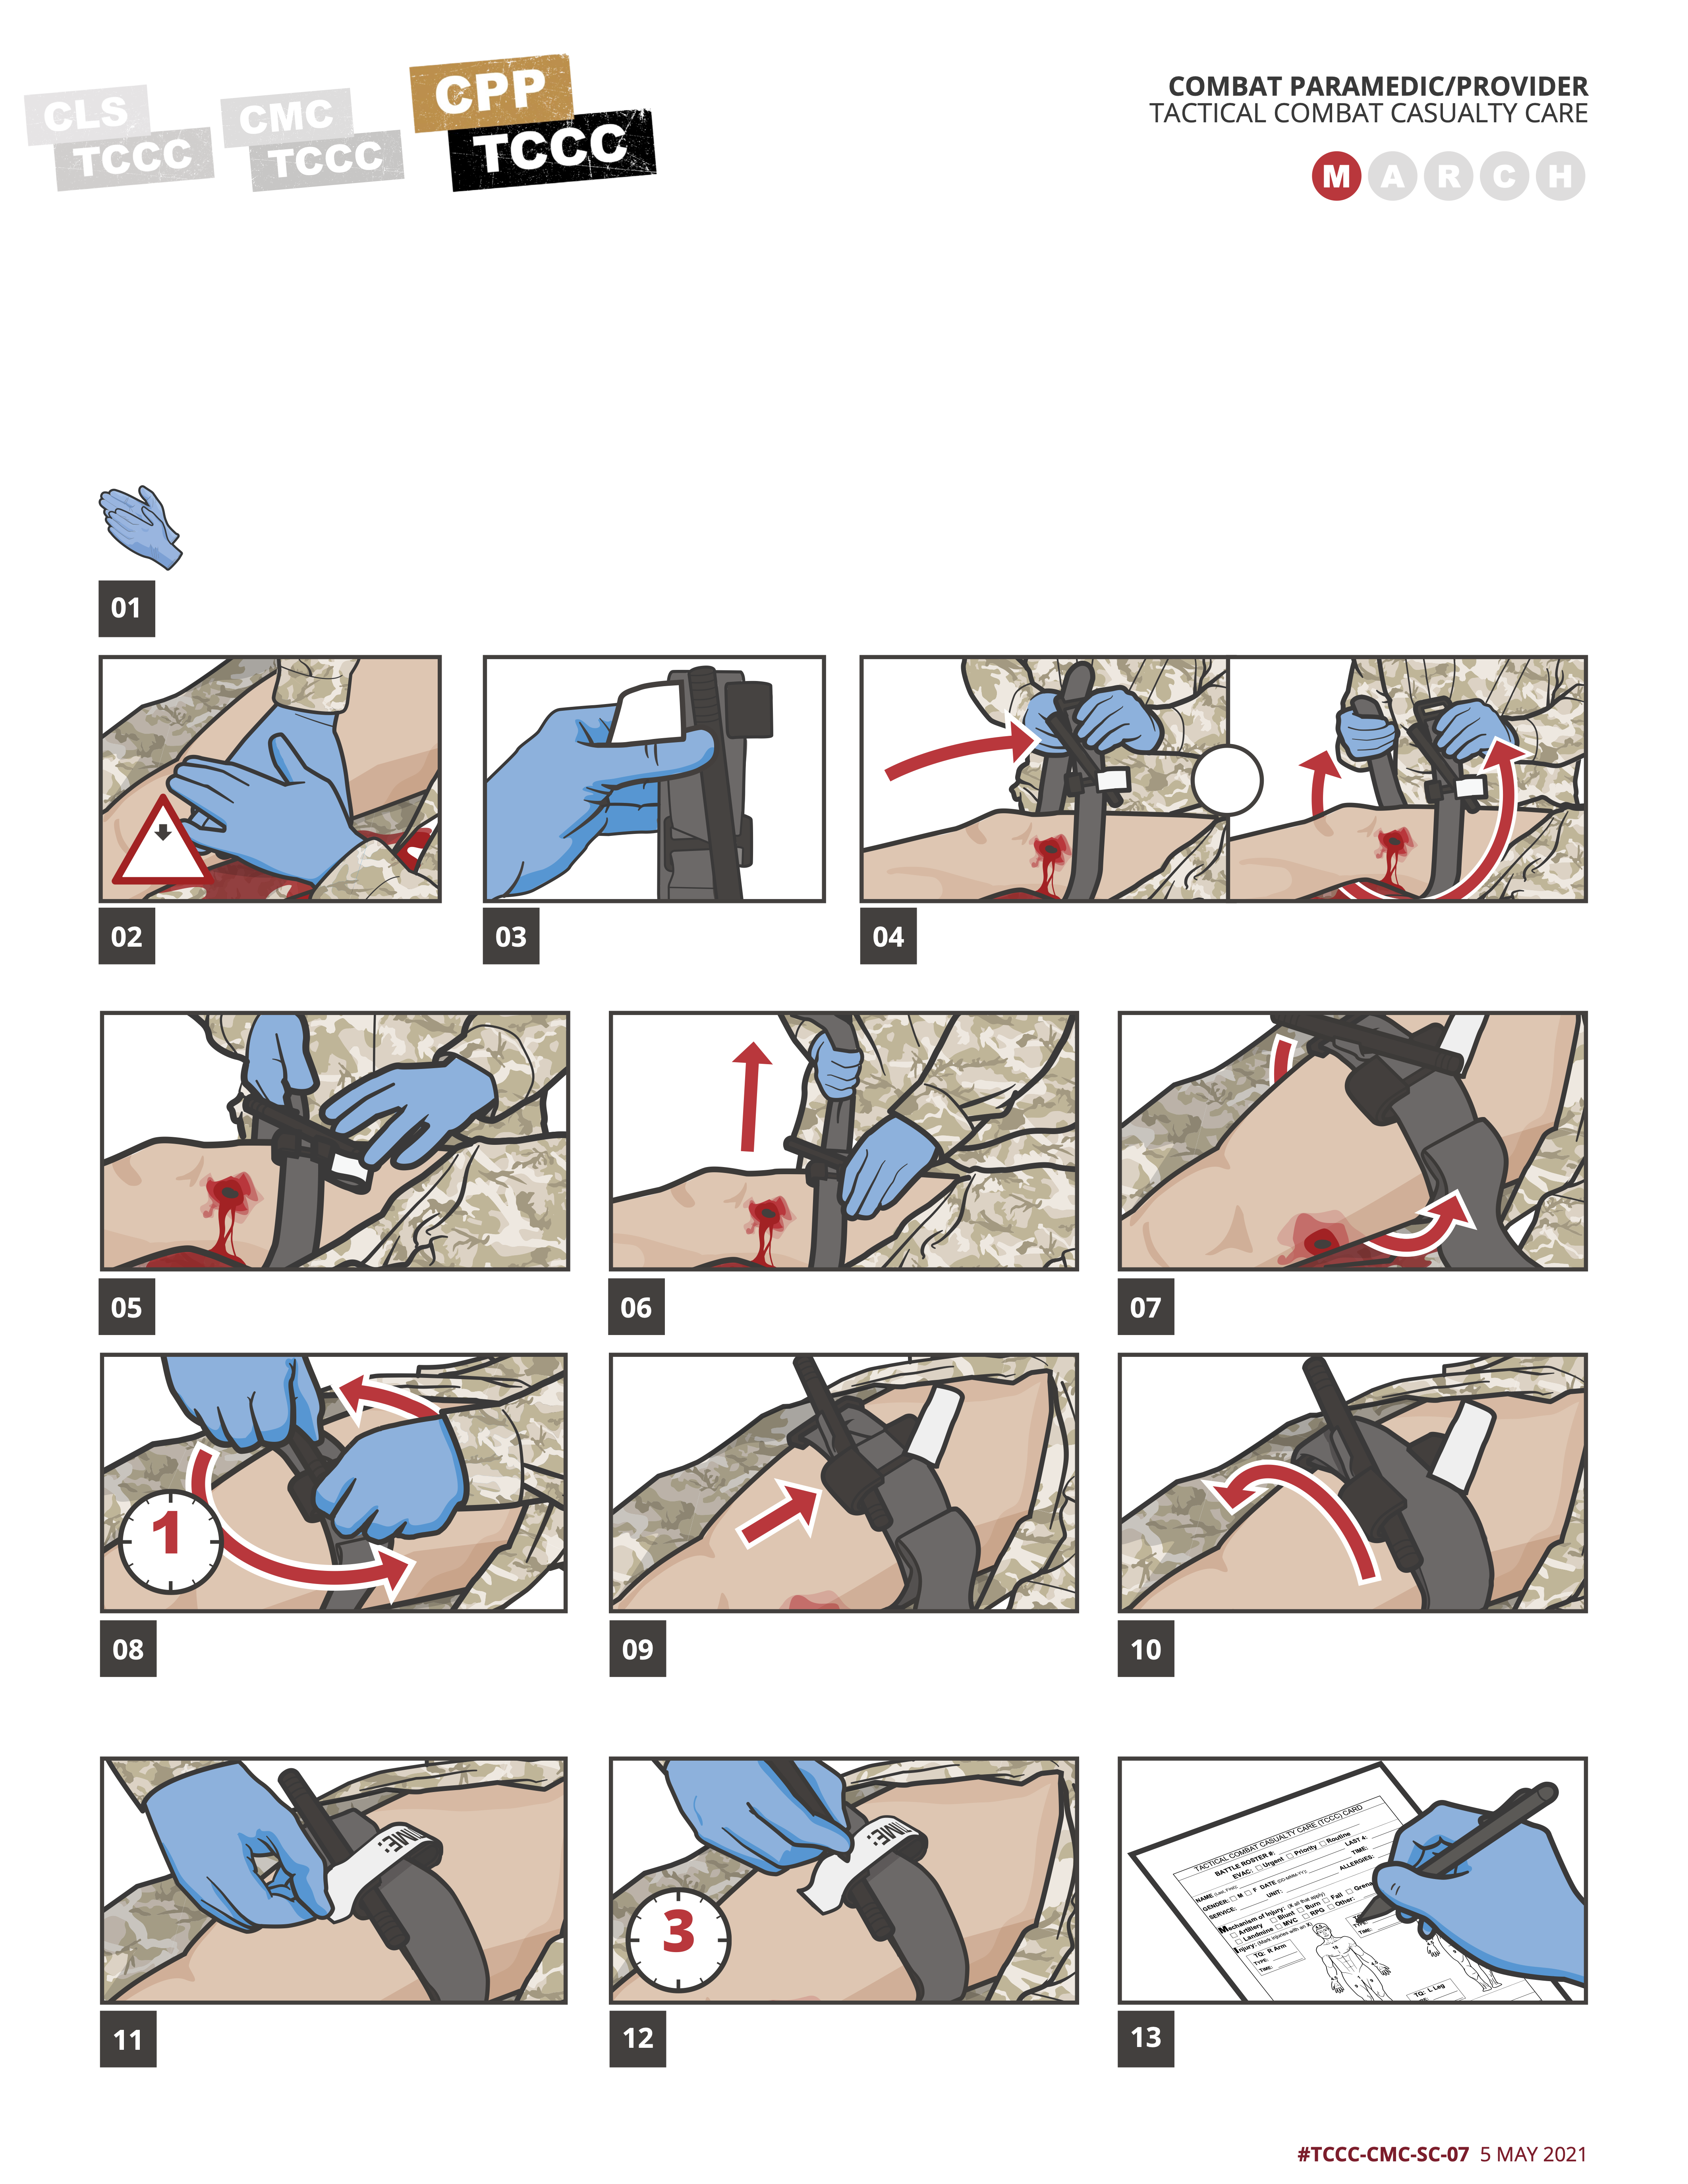 CLS
TCCC
CMC
TCCC
CPP
TCCC
COMBAT PARAMEDIC/PROVIDER
TACTICAL COMBAT CASUALTY CARE
M A R C H
01
02
03
04
05
06
07
1
08
09
10
TIME:
11
TIME:
3
12
TACTICAL COMBAT CASUALTY CARE (TCCC) CARD
BATTLE ROSTER #:
EVAC: Urgent Priority Routine
NAME (Last, First): LAST 4:
GENDER: M F DATE (DD-MMM-YY): TIME:
SERVICE: UNIT: ALLERGIES:
Mechanism of Injury: (X all that apply)
Artillery Blunt Burn Fall
Landmine MVC RPG Other:
Injury: (Mark injuries with an X)
TQ: R Arm
TYPE:
TIME:
TIME:
TQ: L Leg
13
#TCCC-CMC-SC-07 5 MAY 2021